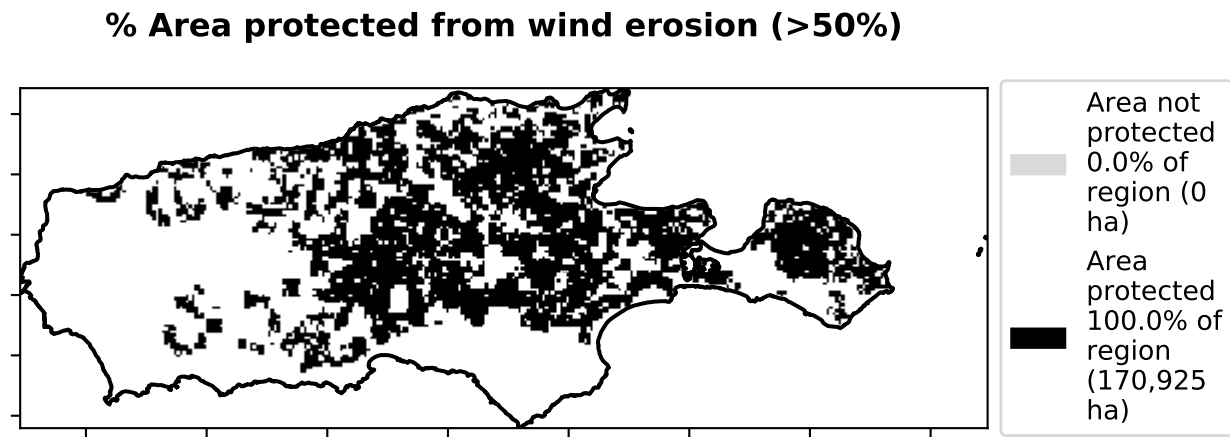 % Area protected from wind erosion (>50%)
Area not
protected
0.0% of
region (0
ha)
Area
protected
100.0% of
region
(170,925
ha)